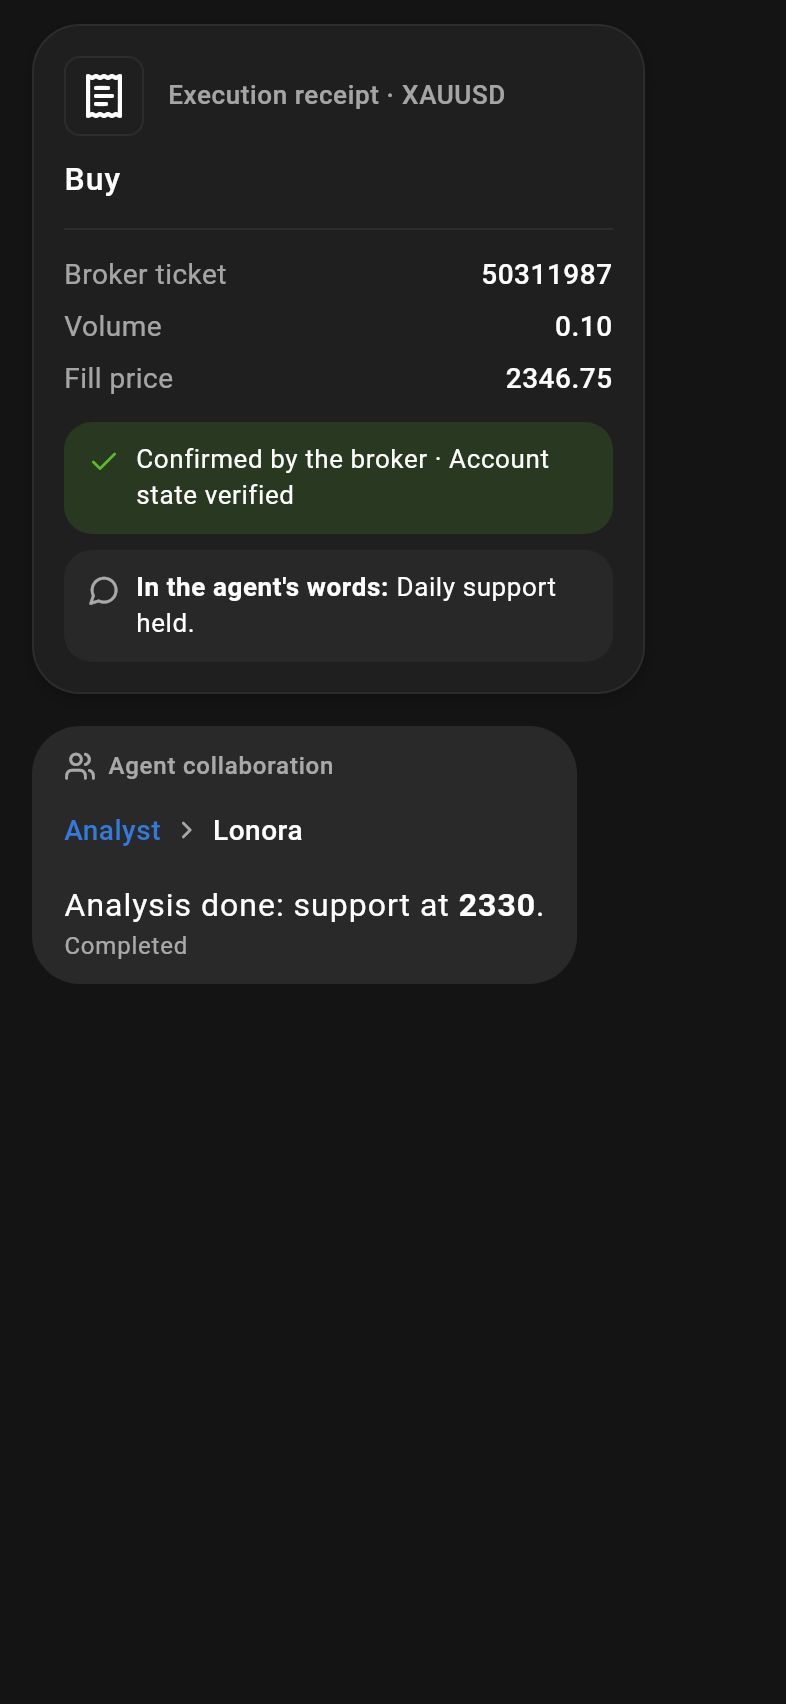 Execution receipt · XAUUSD
Buy
Broker ticket 50311987
Volume 0.10
Fill price 2346.75
Confirmed by the broker · Account
state verified
In the agent's words: Daily support
held.
Agent collaboration
Analyst > Lonora
Analysis done: support at 2330.
Completed